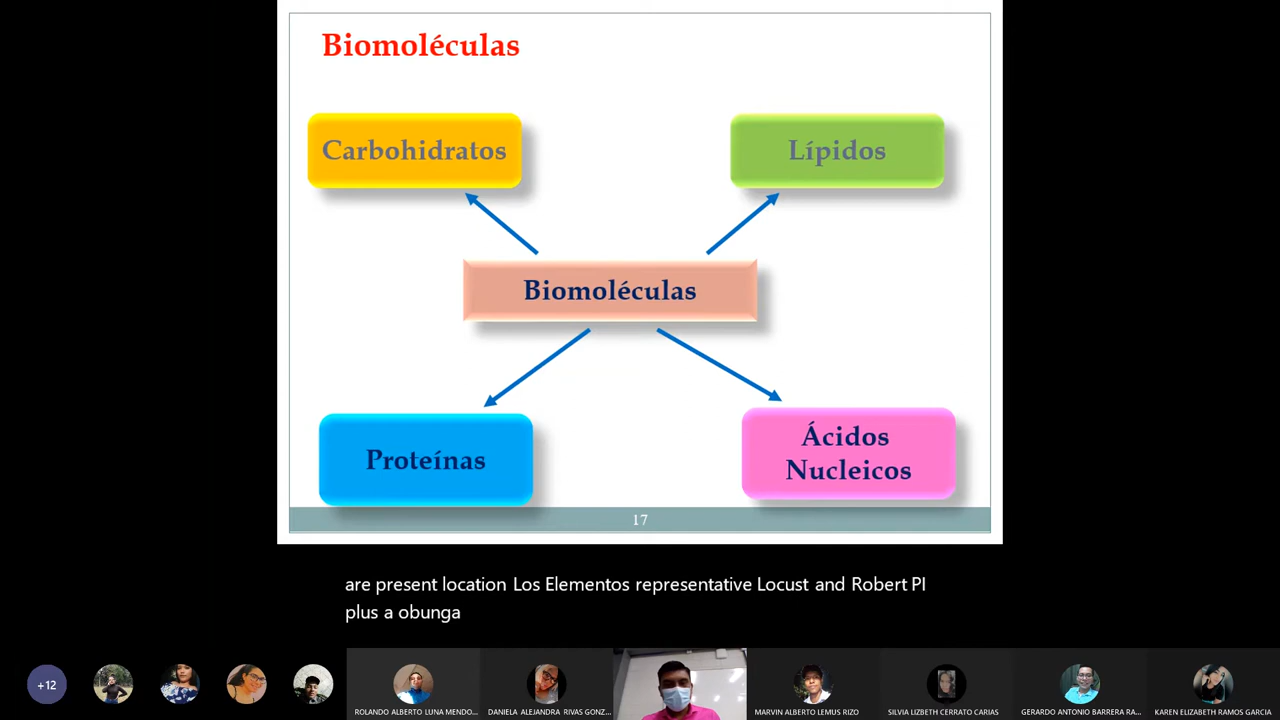 Biomoléculas
Carbohidratos
Lípidos
Biomoléculas
Proteínas
Ácidos
Nucleicos
17
are present location Los Elementos representative Locust and Robert PI
plus a obunga
+12
ROLANDO ALBERTO LUNA MENDO...
DANIELA ALEJANDRA RIVAS GONZ...
MARVIN ALBERTO LEMUS RIZO
SILVIA LIZBETH CERRATO CARIAS
GERARDO ANTONIO BARRERA RA...
KAREN ELIZABETH RAMOS GARCIA